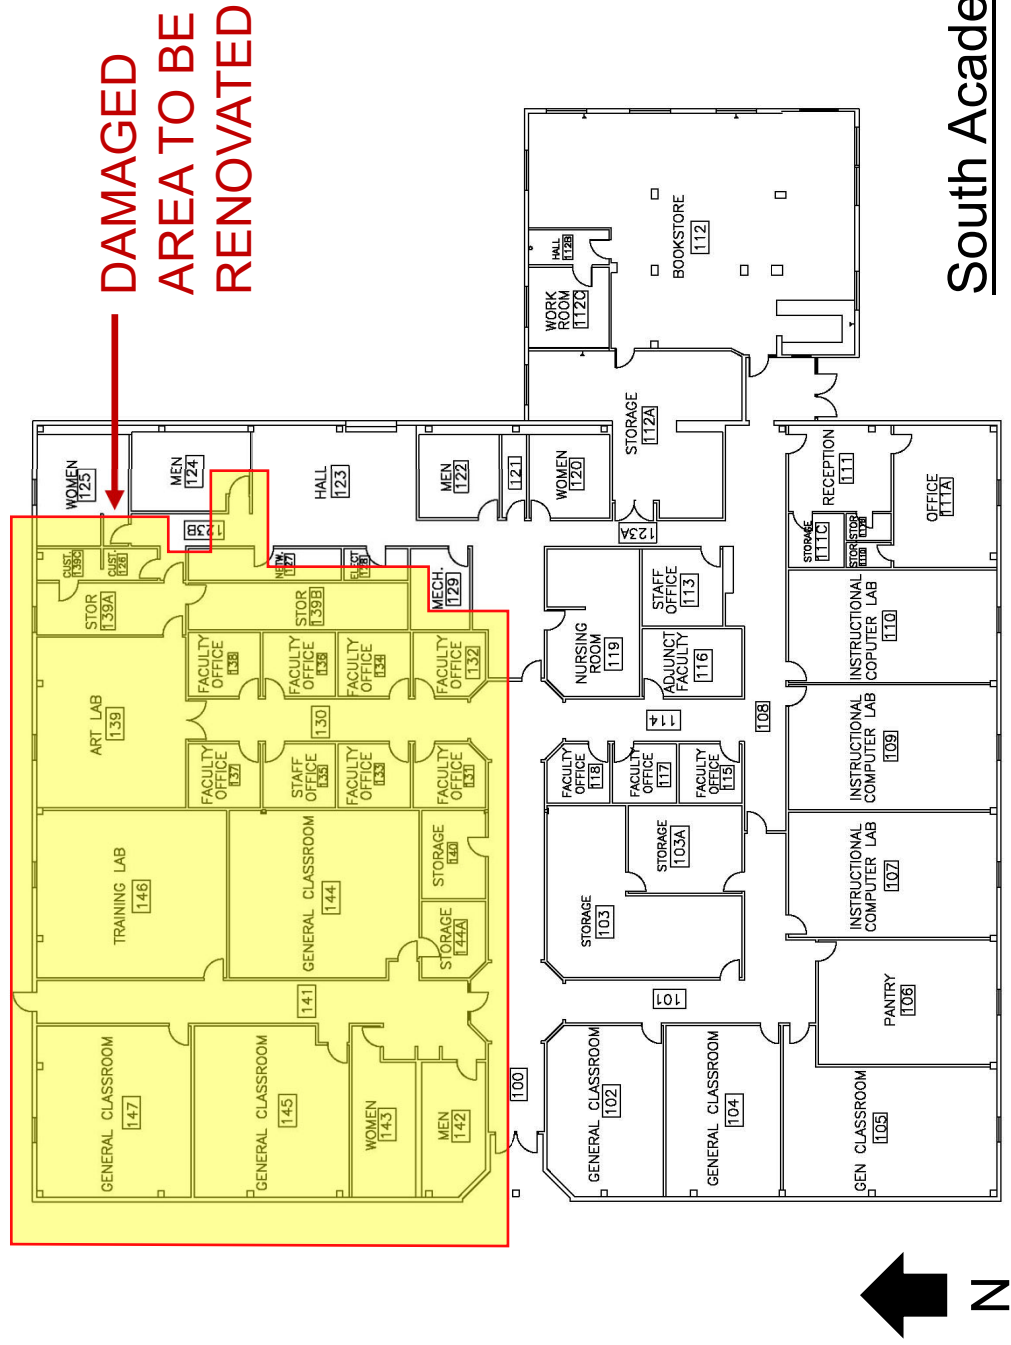 DAMAGED
AREA TO BE
RENOVATED
South Acade
N
WOMEN
125
MEN
124
123B
HALL
123
MEN
122
121
WOMEN
120
STORAGE
112A
123A
HALL
112B
WORK
ROOM
112C
BOOKSTORE
112
RECEPTION
111
OFFICE
111A
STORAGE
111C
STOR
STOR
CUST.
139C
CUST.
126
STOR
139A
STOR
139B
NETW.
127
ELECT
128
MECH.
129
ART LAB
139
FACULTY
OFFICE
138
FACULTY
OFFICE
136
FACULTY
OFFICE
134
FACULTY
OFFICE
132
130
FACULTY
OFFICE
137
STAFF
OFFICE
135
FACULTY
OFFICE
133
FACULTY
OFFICE
131
NURSING
ROOM
119
STAFF
OFFICE
113
ADJUNCT
FACULTY
116
114
108
FACULTY
OFFICE
118
FACULTY
OFFICE
117
FACULTY
OFFICE
115
INSTRUCTIONAL
COPUTER LAB
110
INSTRUCTIONAL
COMPUTER LAB
109
INSTRUCTIONAL
COMPUTER LAB
107
TRAINING LAB
146
GENERAL CLASSROOM
144
STORAGE
140
STORAGE
144A
STORAGE
103
STORAGE
103A
141
101
PANTRY
106
100
GENERAL CLASSROOM
147
GENERAL CLASSROOM
145
WOMEN
143
MEN
142
GENERAL CLASSROOM
102
GENERAL CLASSROOM
104
GEN CLASSROOM
105